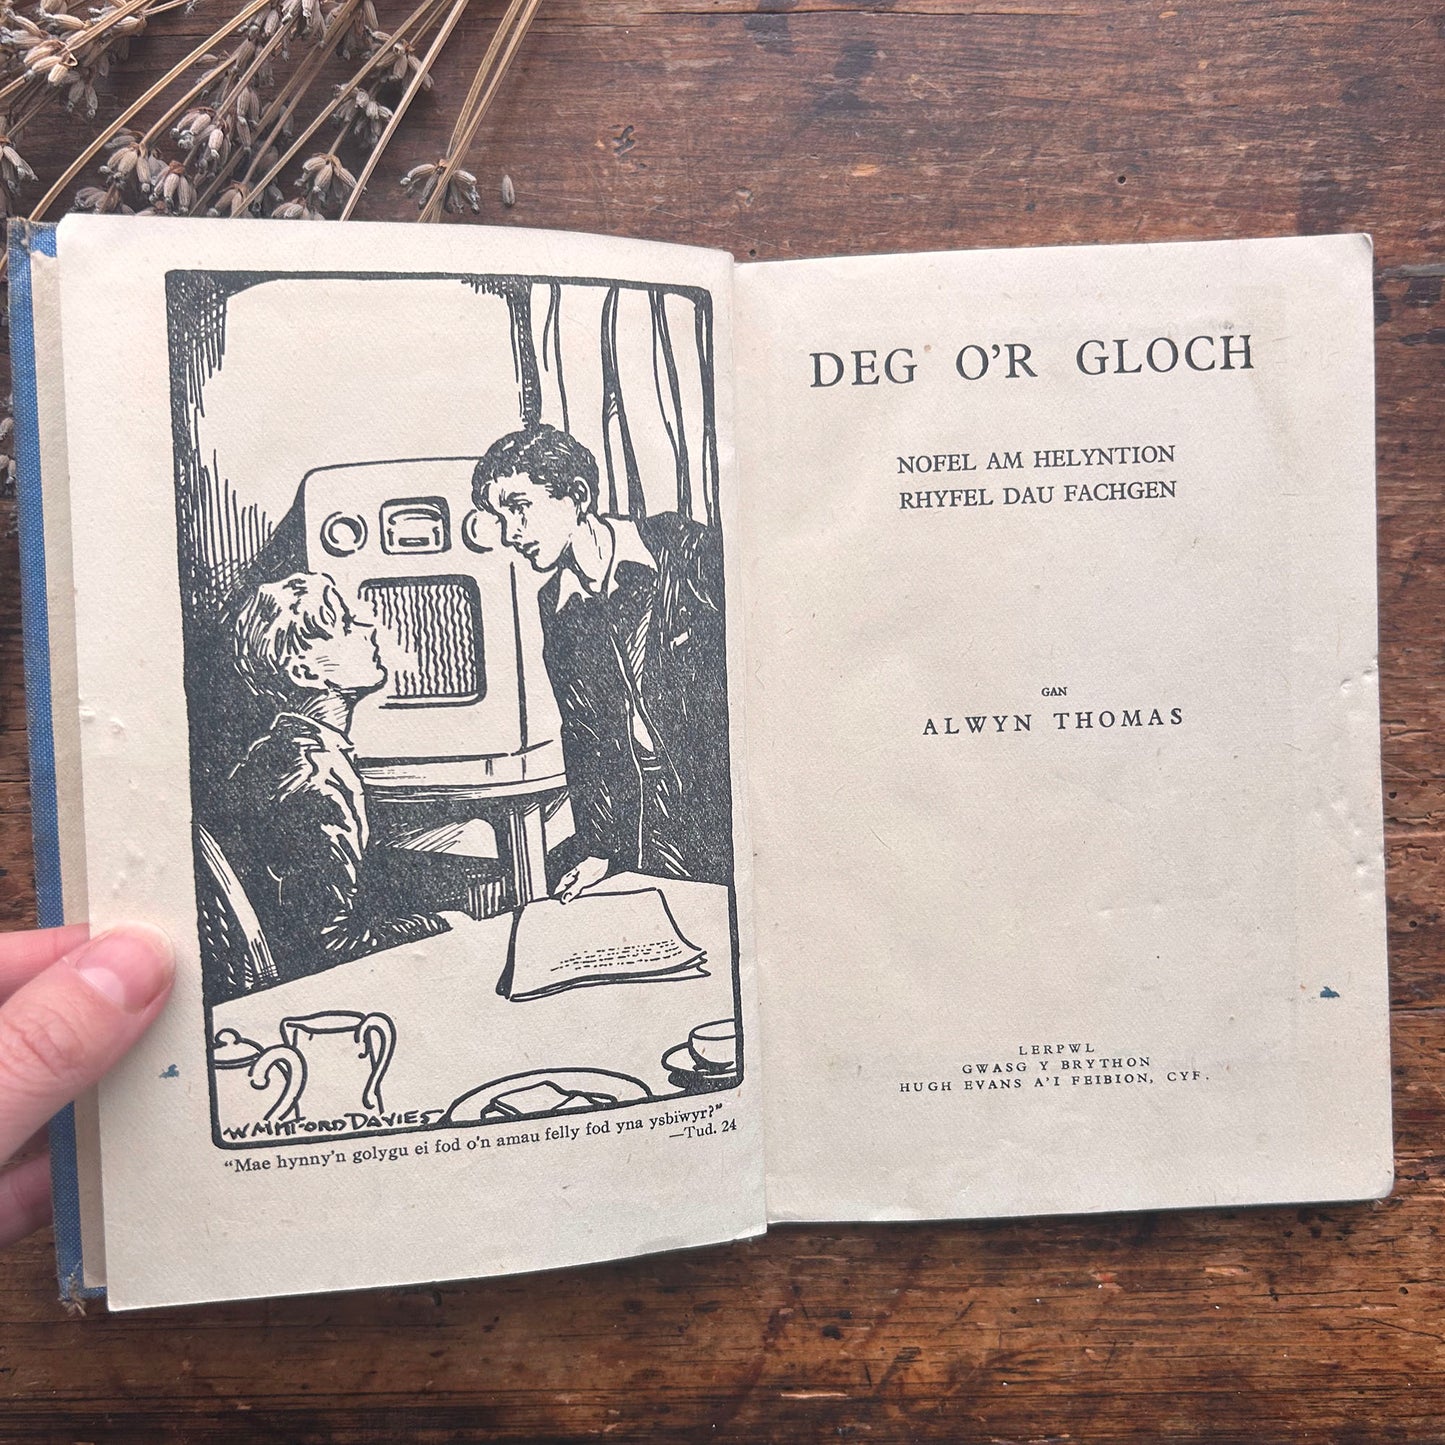 W MITFORD DAVIES
“Mae hynny’n golygu ei fod o’n amau felly fod yna ysbïwyr?”
—Tud. 24
DEG O’R GLOCH
NOFEL AM HELYNTION
RHYFEL DAU FACHGEN
GAN
ALWYN THOMAS
LERPWL
GWASG Y BRYTHON
HUGH EVANS A’I FEIBION, CYF.